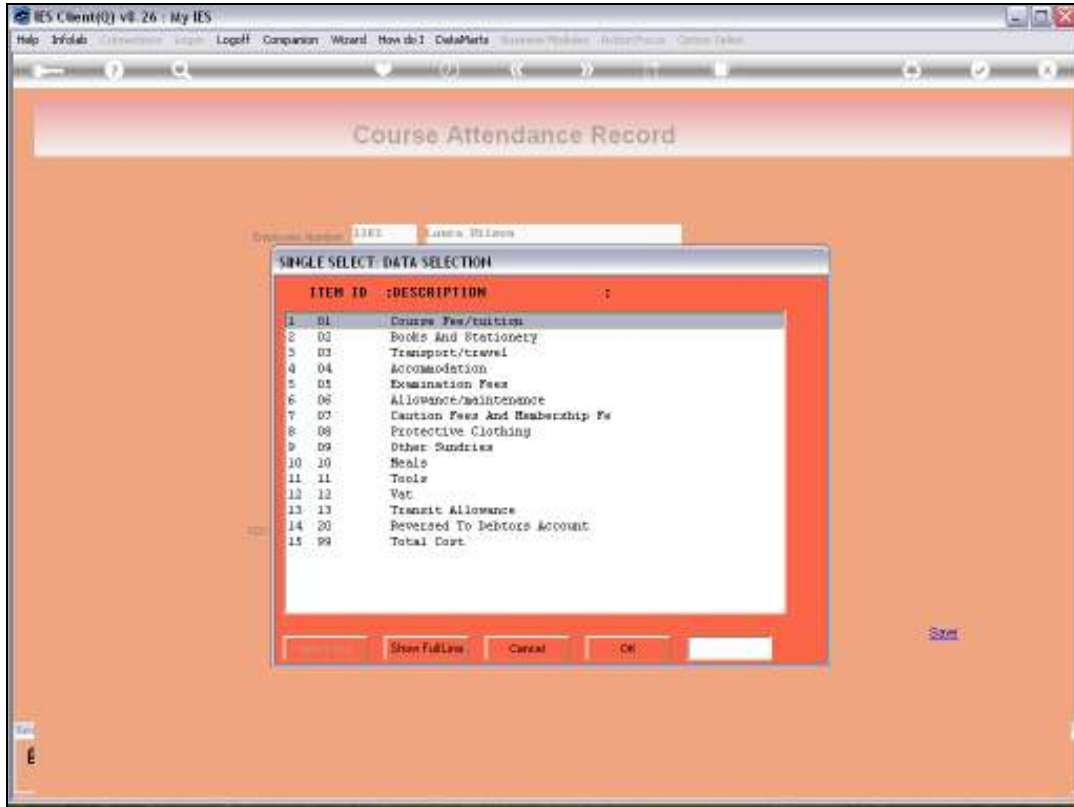 IES Client(Q) v8.26 : My IES
Help Infolab Logoff Companion Wizard How do I DataMarts
Course Attendance Record
Employee Number Laura Wilson
SINGLE SELECT: DATA SELECTION
ITEM ID :DESCRIPTION :
1 01 Course Fee/tuition
2 02 Books And Stationery
3 03 Transport/travel
4 04 Accommodation
5 05 Examination Fees
6 06 Allowance/maintenance
7 07 Caution Fees And Membership Fe
8 08 Protective Clothing
9 09 Other Sundries
10 10 Meals
11 11 Tools
12 12 Vat
13 13 Transit Allowance
14 20 Reversed To Debtors Account
15 99 Total Cost
Show Full Line Cancel OK
Save